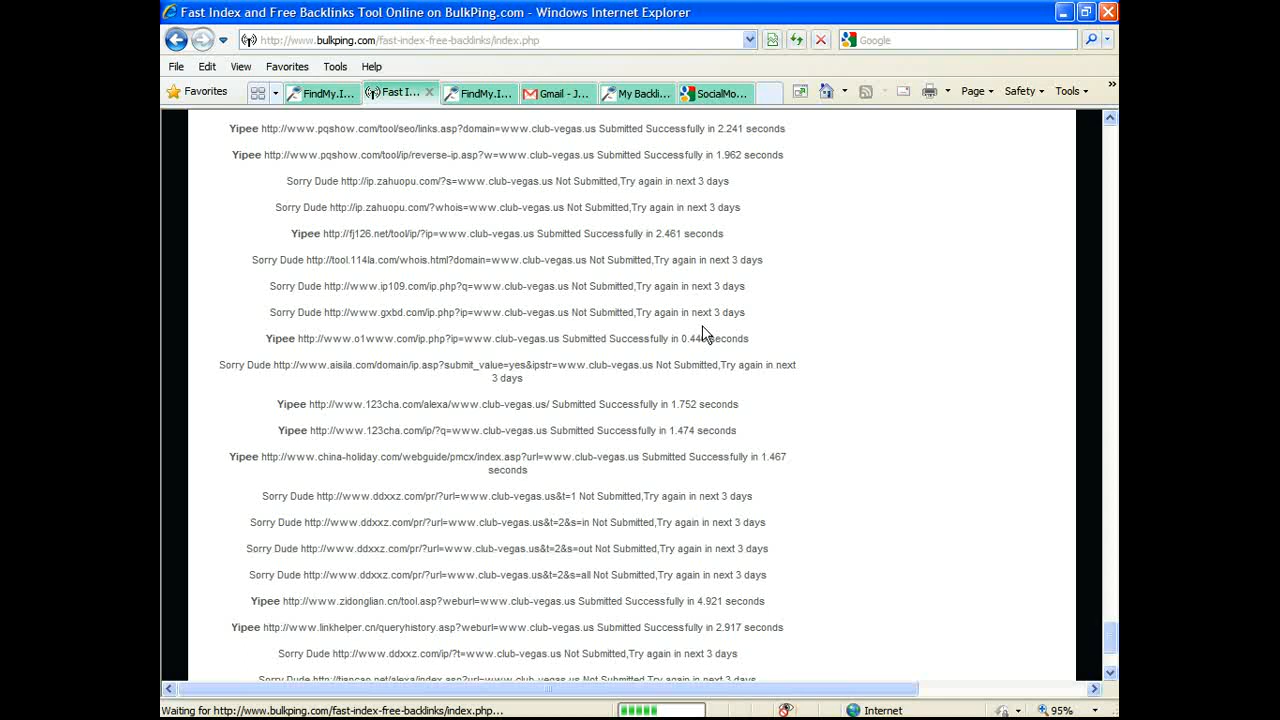 Fast Index and Free Backlinks Tool Online on BulkPing.com - Windows Internet Explorer
http://www.bulkping.com/fast-index-free-backlinks/index.php
Google
File Edit View Favorites Tools Help
Favorites FindMy.I... Fast I... FindMy.I... Gmail - J... My Backli... SocialMo... Page Safety Tools
Yipee http://www.pqshow.com/tool/seo/links.asp?domain=www.club-vegas.us Submitted Successfully in 2.241 seconds
Yipee http://www.pqshow.com/tool/ip/reverse-ip.asp?w=www.club-vegas.us Submitted Successfully in 1.962 seconds
Sorry Dude http://ip.zahuopu.com/?s=www.club-vegas.us Not Submitted,Try again in next 3 days
Sorry Dude http://ip.zahuopu.com/?whois=www.club-vegas.us Not Submitted,Try again in next 3 days
Yipee http://fj126.net/tool/ip/?ip=www.club-vegas.us Submitted Successfully in 2.461 seconds
Sorry Dude http://tool.114la.com/whois.html?domain=www.club-vegas.us Not Submitted,Try again in next 3 days
Sorry Dude http://www.ip109.com/ip.php?q=www.club-vegas.us Not Submitted,Try again in next 3 days
Sorry Dude http://www.gxbd.com/ip.php?ip=www.club-vegas.us Not Submitted,Try again in next 3 days
Yipee http://www.o1www.com/ip.php?ip=www.club-vegas.us Submitted Successfully in seconds
Sorry Dude http://www.aisila.com/domain/ip.asp?submit_value=yes&ipstr=www.club-vegas.us Not Submitted,Try again in next
3 days
Yipee http://www.123cha.com/alexa/www.club-vegas.us/ Submitted Successfully in 1.752 seconds
Yipee http://www.123cha.com/ip/?q=www.club-vegas.us Submitted Successfully in 1.474 seconds
Yipee http://www.china-holiday.com/webguide/pmcx/index.asp?url=www.club-vegas.us Submitted Successfully in 1.467
seconds
Sorry Dude http://www.ddxxz.com/pr/?url=www.club-vegas.us&t=1 Not Submitted,Try again in next 3 days
Sorry Dude http://www.ddxxz.com/pr/?url=www.club-vegas.us&t=2&s=in Not Submitted,Try again in next 3 days
Sorry Dude http://www.ddxxz.com/pr/?url=www.club-vegas.us&t=2&s=out Not Submitted,Try again in next 3 days
Sorry Dude http://www.ddxxz.com/pr/?url=www.club-vegas.us&t=2&s=all Not Submitted,Try again in next 3 days
Yipee http://www.zidonglian.cn/tool.asp?weburl=www.club-vegas.us Submitted Successfully in 4.921 seconds
Yipee http://www.linkhelper.cn/queryhistory.asp?weburl=www.club-vegas.us Submitted Successfully in 2.917 seconds
Sorry Dude http://www.ddxxz.com/ip/?t=www.club-vegas.us Not Submitted,Try again in next 3 days
Sorry Dude Not Submitted,Try again in next 3 days
Waiting for http://www.bulkping.com/fast-index-free-backlinks/index.php... Internet 95%